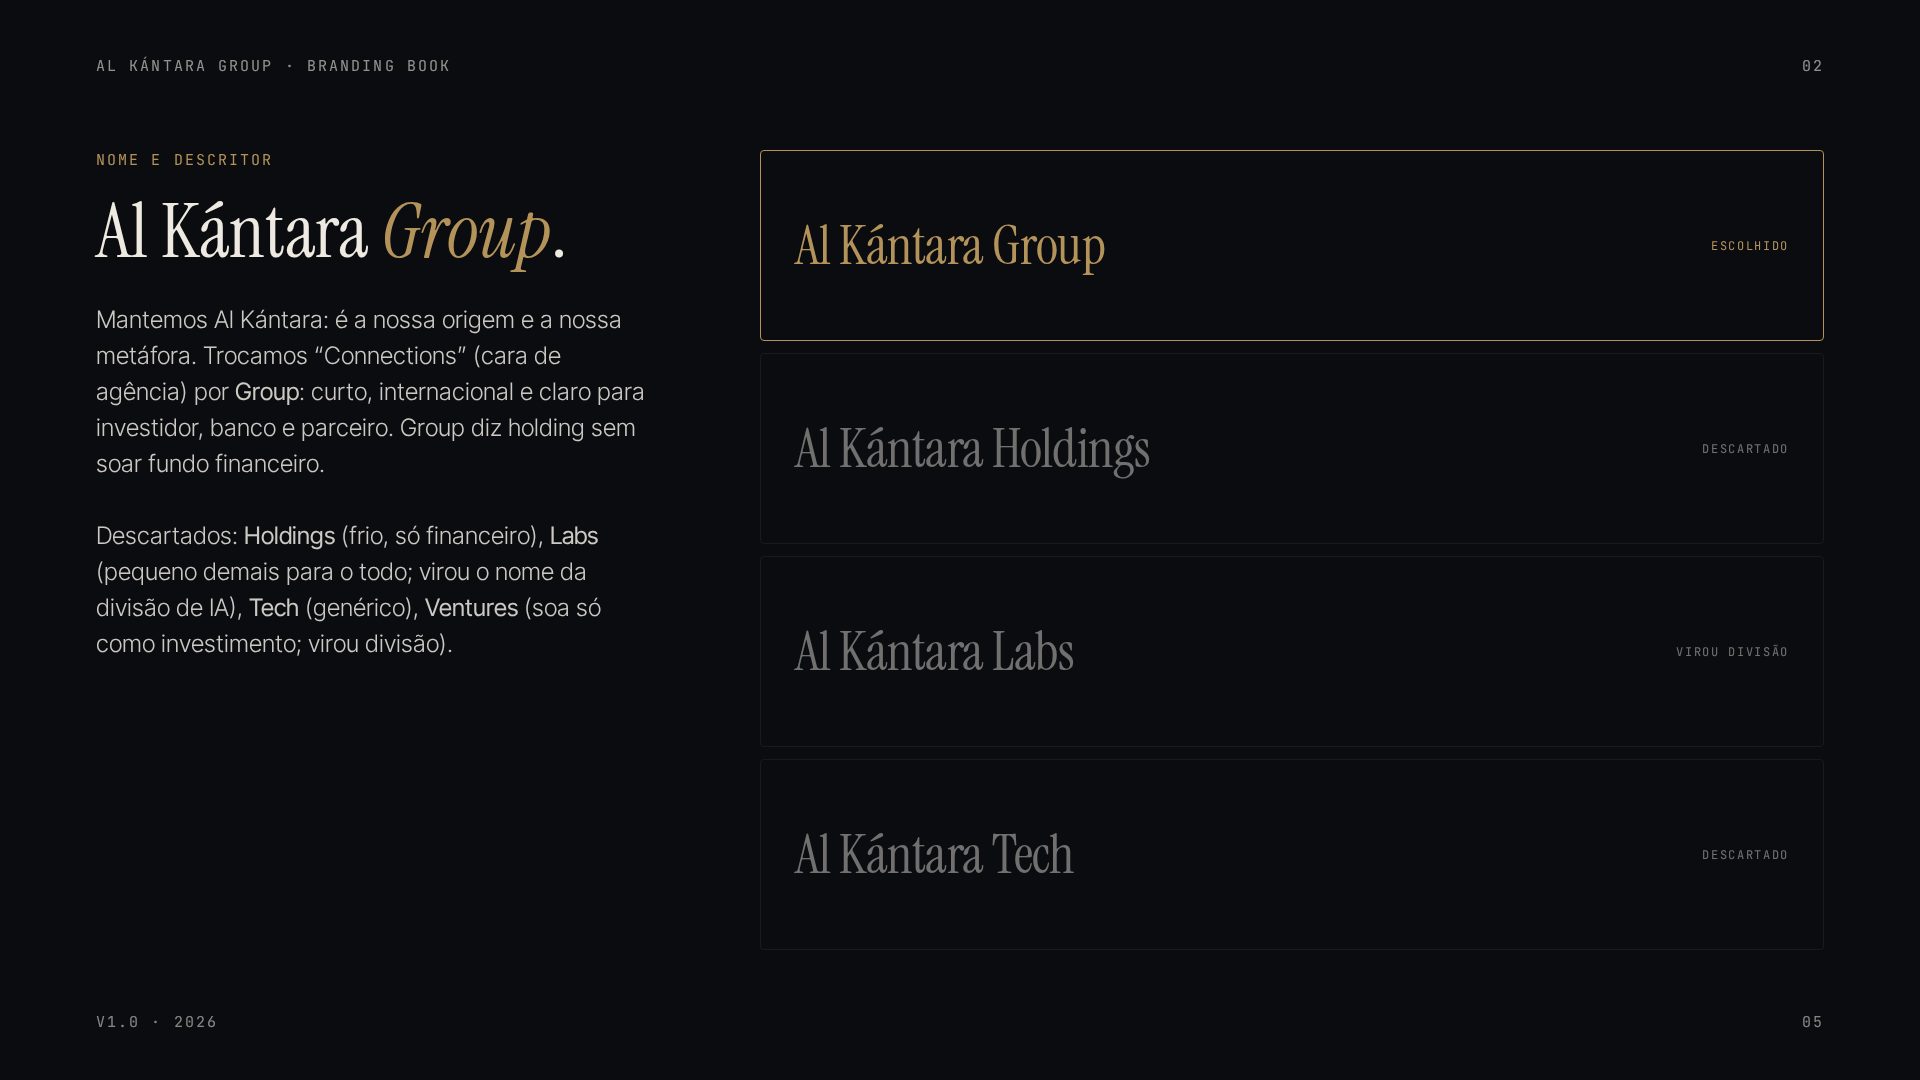 AL KÁNTARA GROUP · BRANDING BOOK
02
NOME E DESCRITOR
Al Kántara Group.
Mantemos Al Kántara: é a nossa origem e a nossa
metáfora. Trocamos “Connections” (cara de
agência) por Group: curto, internacional e claro para
investidor, banco e parceiro. Group diz holding sem
soar fundo financeiro.
Descartados: Holdings (frio, só financeiro), Labs
(pequeno demais para o todo; virou o nome da
divisão de IA), Tech (genérico), Ventures (soa só
como investimento; virou divisão).
Al Kántara Group
ESCOLHIDO
Al Kántara Holdings
DESCARTADO
Al Kántara Labs
VIROU DIVISÃO
Al Kántara Tech
DESCARTADO
V1.0 · 2026
05